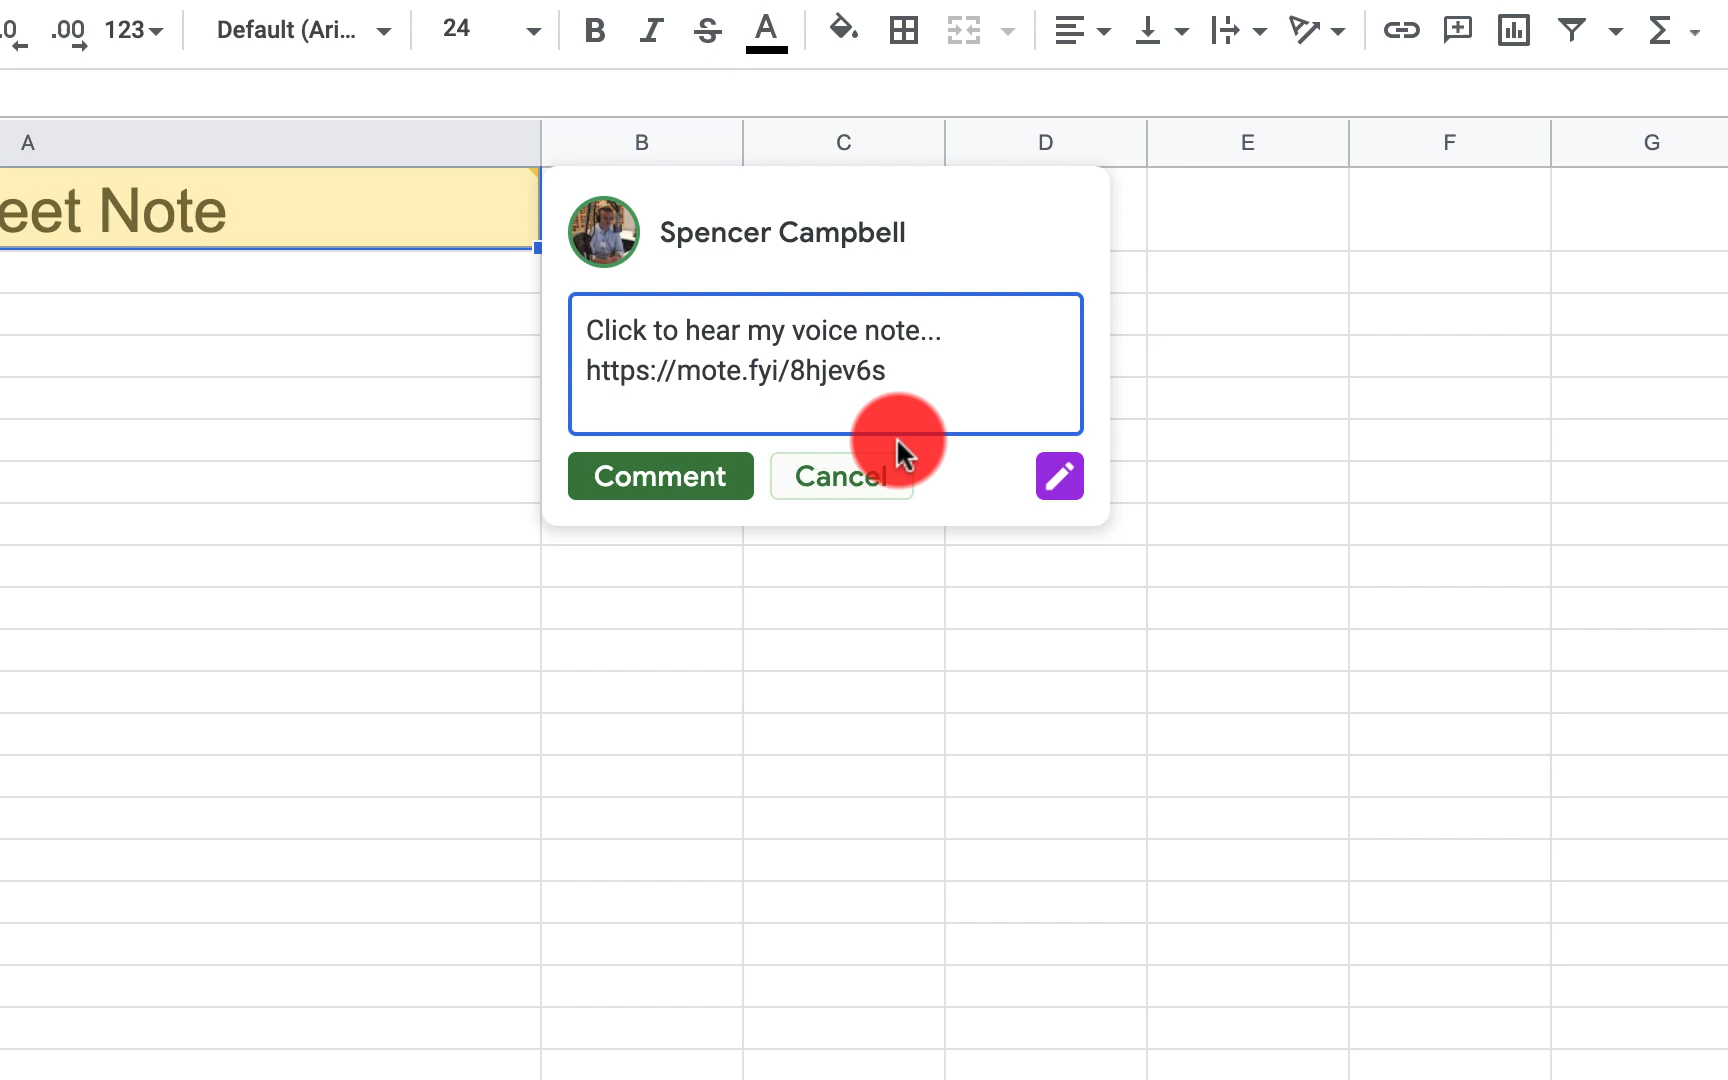 .0 .00 123 Default (Ari... 24 B I S A
A B C D E F G
eet Note
Spencer Campbell
Click to hear my voice note...
https://mote.fyi/8hjev6s
Comment Cancel